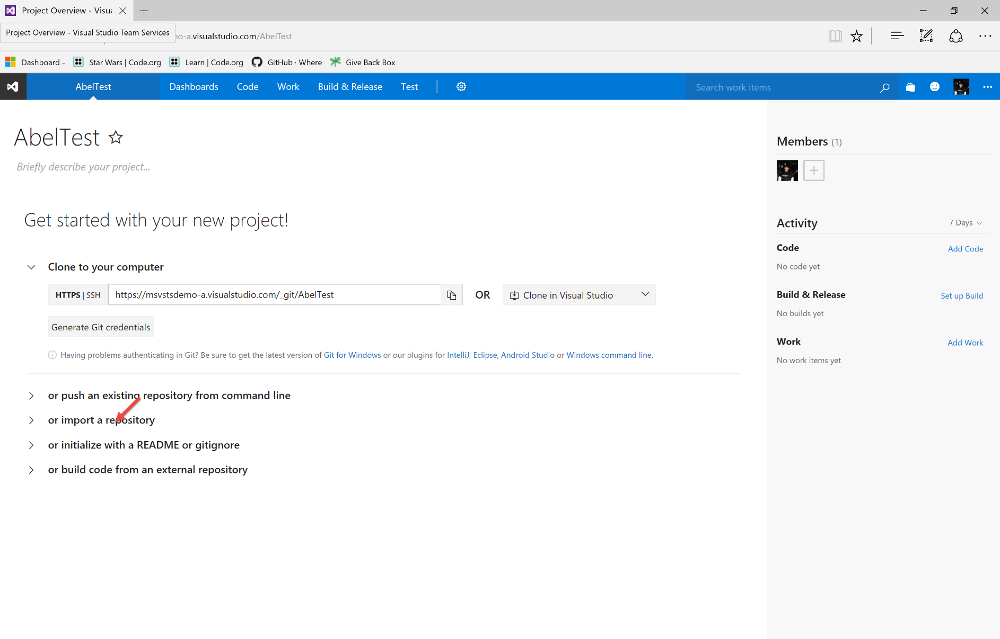 Project Overview - Visu
Project Overview - Visual Studio Team Services
o-a.visualstudio.com/AbelTest
Dashboard -
Star Wars | Code.org
Learn | Code.org
GitHub · Where
Give Back Box
AbelTest
Dashboards
Code
Work
Build & Release
Test
Search work items
AbelTest
Briefly describe your project...
Get started with your new project!
Clone to your computer
HTTPS | SSH
https://msvstsdemo-a.visualstudio.com/_git/AbelTest
OR
Clone in Visual Studio
Generate Git credentials
Having problems authenticating in Git? Be sure to get the latest version of Git for Windows or our plugins for IntelliJ, Eclipse, Android Studio or Windows command line.
or push an existing repository from command line
or import a repository
or initialize with a README or gitignore
or build code from an external repository
Members (1)
Activity
7 Days
Code
Add Code
No code yet
Build & Release
Set up Build
No builds yet
Work
Add Work
No work items yet